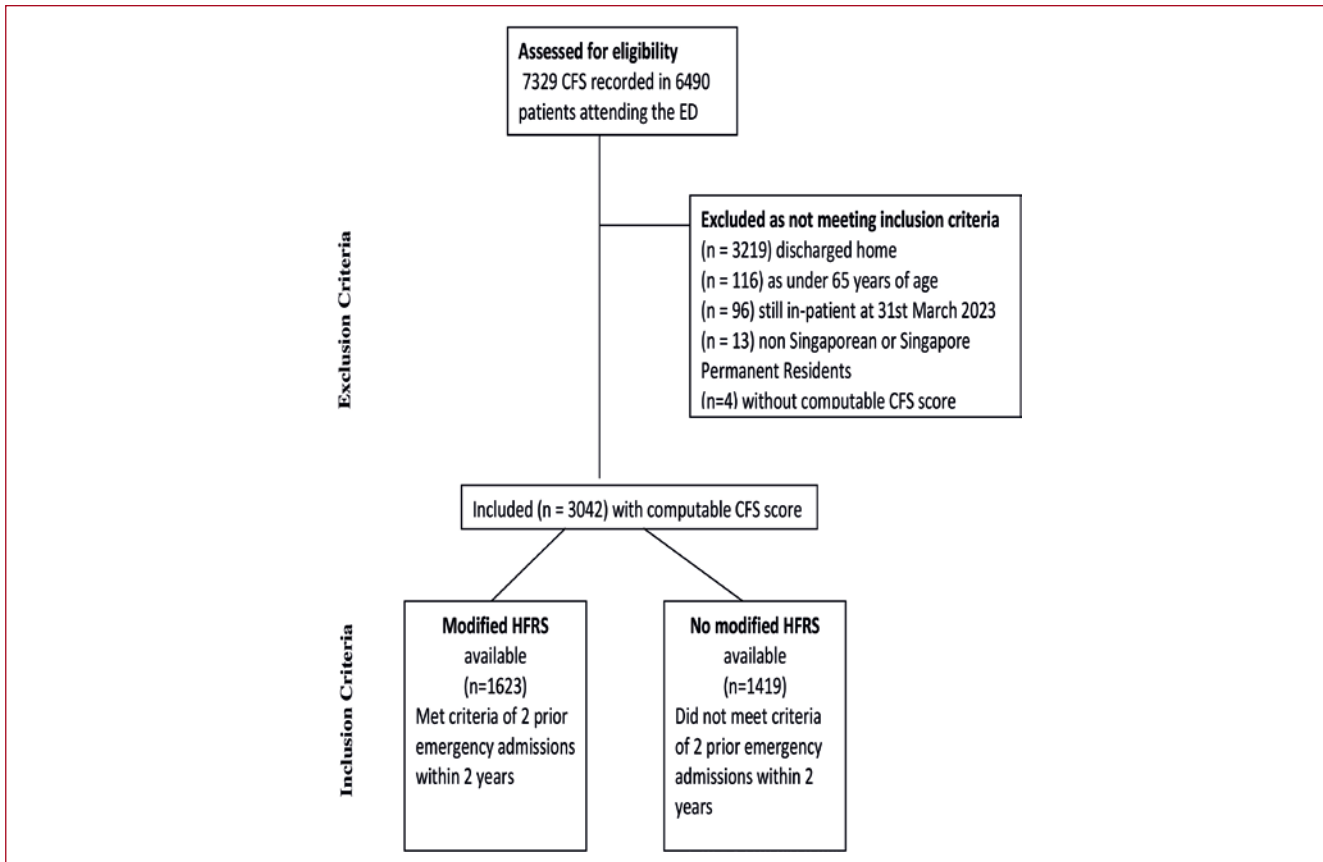 Assessed for eligibility
7329 CFS recorded in 6490
patients attending the ED
Exclusion Criteria
Excluded as not meeting inclusion criteria
(n = 3219) discharged home
(n = 116) as under 65 years of age
(n = 96) still in-patient at 31st March 2023
(n = 13) non Singaporean or Singapore
Permanent Residents
(n=4) without computable CFS score
Included (n = 3042) with computable CFS score
Inclusion Criteria
Modified HFRS
available
(n=1623)
Met criteria of 2 prior
emergency admissions
within 2 years
No modified HFRS
available
(n=1419)
Did not meet criteria
of 2 prior emergency
admissions within 2
years